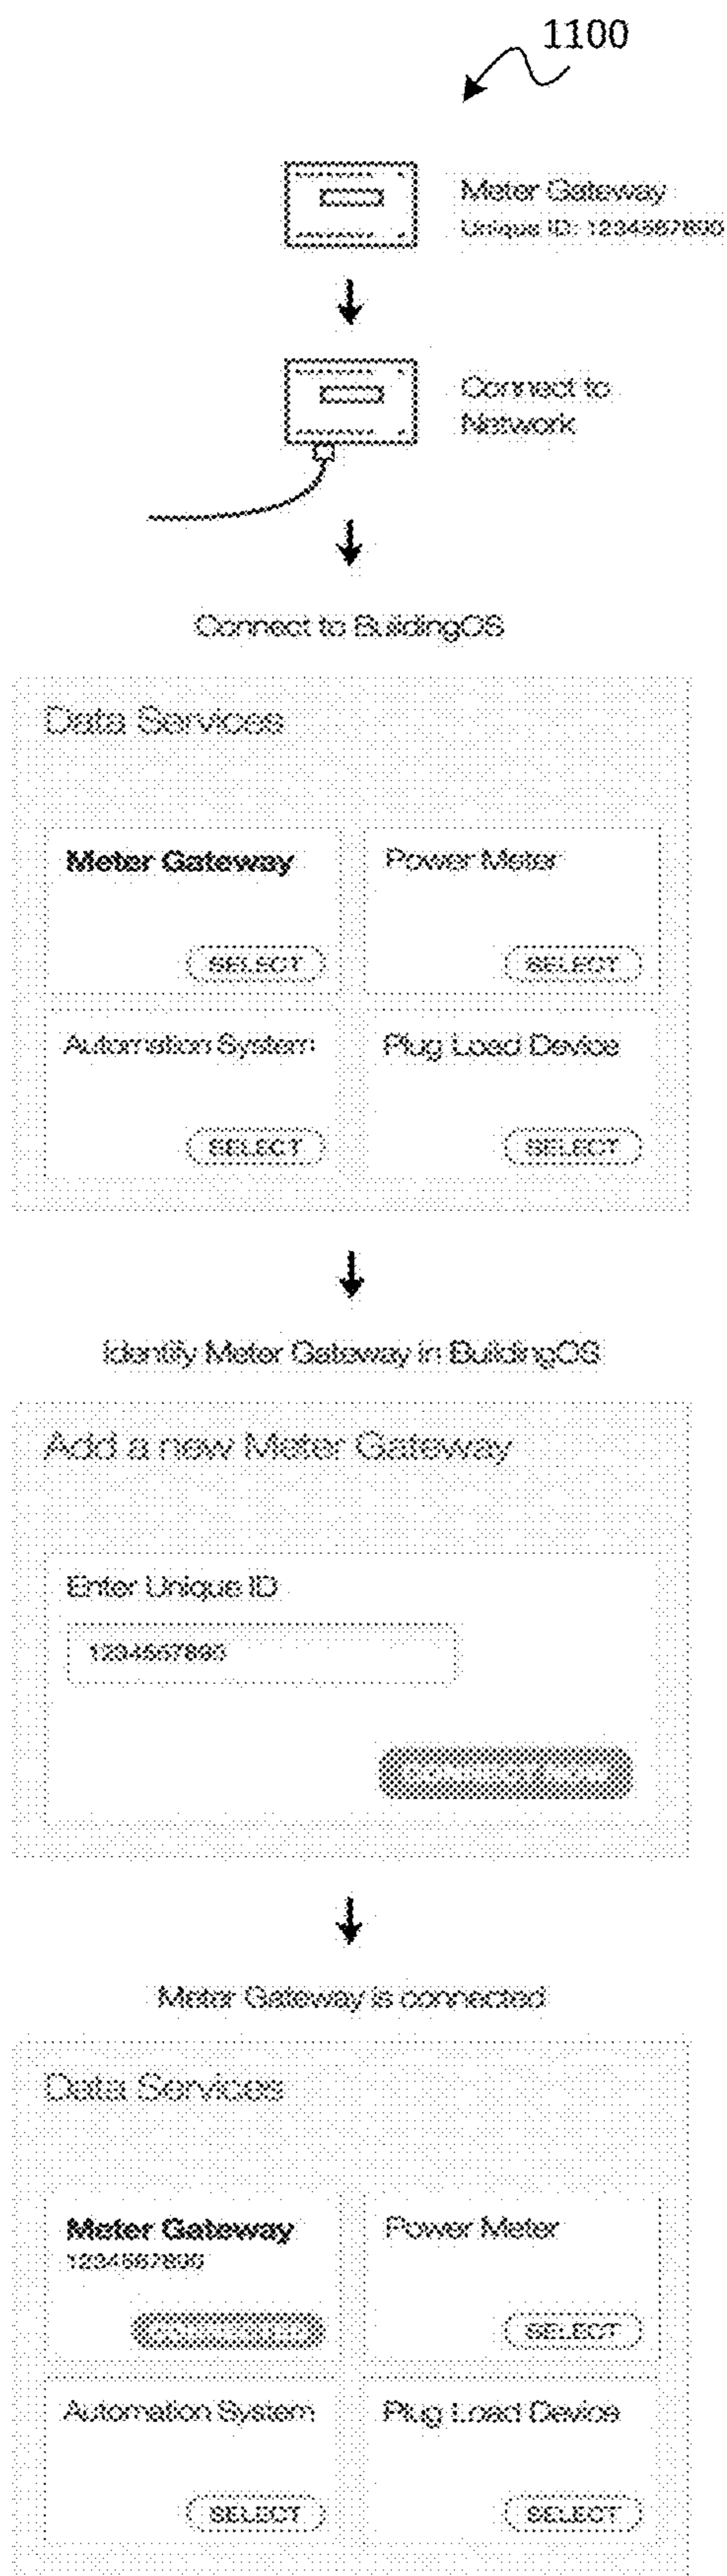 1100
Meter Gateway
Unique ID: 1234567890
Connect to
Network
Connect to BuildingOS
Data Services
Meter Gateway
Power Meter
SELECT
SELECT
Automation System
Plug Load Device
SELECT
SELECT
Identify Meter Gateway in BuildingOS
Add a new Meter Gateway
Enter Unique ID
1234567890
Meter Gateway is connected
Data Services
Meter Gateway
Power Meter
1234567890
SELECT
Automation System
Plug Load Device
SELECT
SELECT